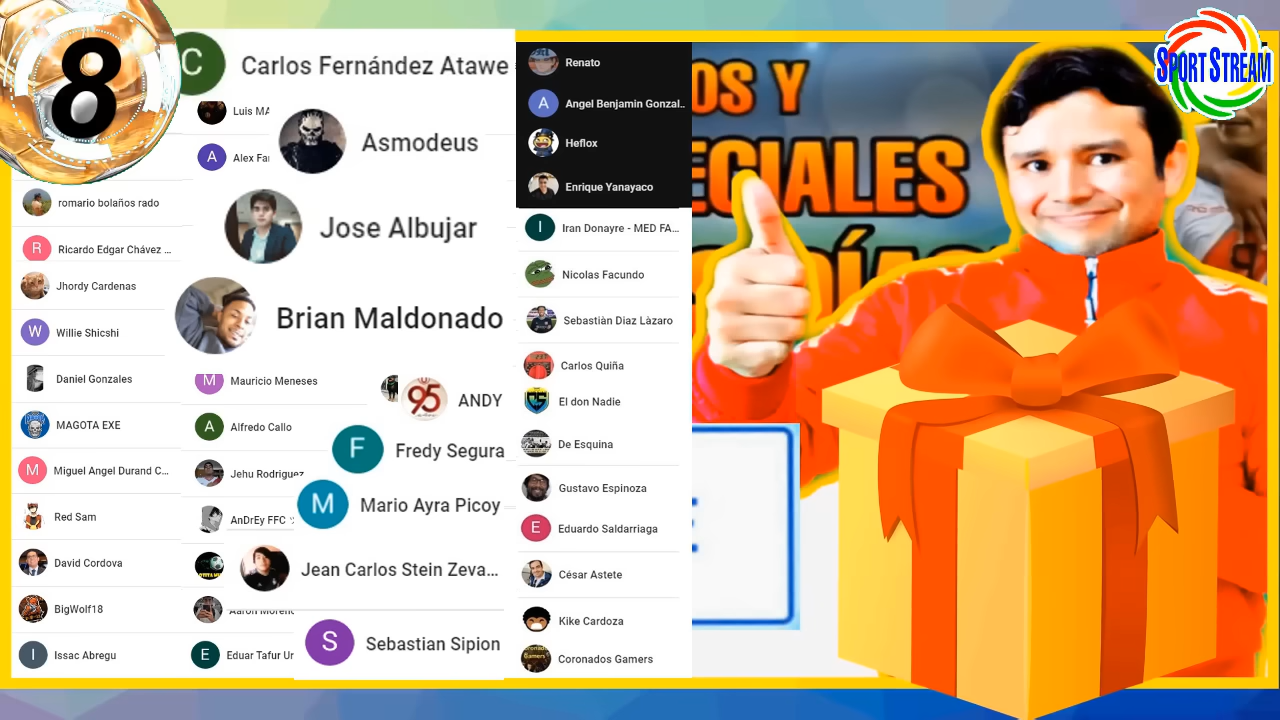 8
SPORT STREAM
romario bolaños rado
Ricardo Edgar Chávez ...
Jhordy Cardenas
Willie Shicshi
Daniel Gonzales
MAGOTA EXE
Miguel Angel Durand C...
Red Sam
David Cordova
BigWolf18
Issac Abregu
Carlos Fernández Atawe
Luis MA
Alex Fa
Asmodeus
Jose Albujar
Brian Maldonado
Mauricio Meneses
95
ANDY
Alfredo Callo
Fredy Segura
Jehu Rodriguez
Mario Ayra Picoy
AnDrEy FFC
Jean Carlos Stein Zeva...
Aaron Moreno
Sebastian Sipion
Eduar Tafur Ur
Renato
Angel Benjamin Gonzal..
Heflox
Enrique Yanayaco
Iran Donayre - MED FA...
Nicolas Facundo
Sebastiàn Diaz Làzaro
Carlos Quiña
El don Nadie
De Esquina
Gustavo Espinoza
Eduardo Saldarriaga
César Astete
Kike Cardoza
Coronados Gamers
OS Y
ECIALES
DÍAS
C
A
R
W
M
I
M
A
F
M
E
S
A
I
E